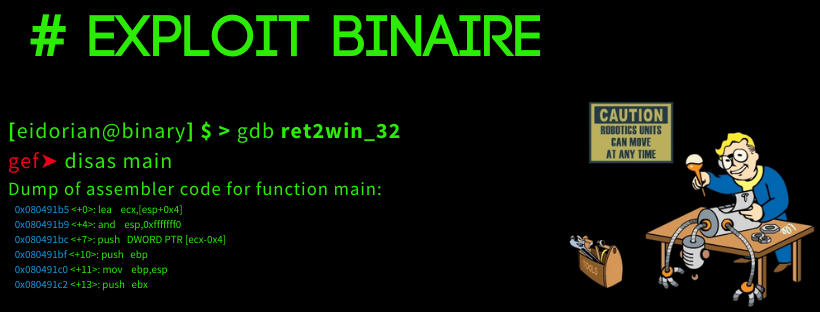 # EXPLOIT BINAIRE
[eidorian@binary] $ > gdb ret2win_32
gef➤ disas main
Dump of assembler code for function main:
0x080491b5 <+0>: lea ecx,[esp+0x4]
0x080491b9 <+4>: and esp,0xfffffff0
0x080491bc <+7>: push DWORD PTR [ecx-0x4]
0x080491bf <+10>: push ebp
0x080491c0 <+11>: mov ebp,esp
0x080491c2 <+13>: push ebx
CAUTION
ROBOTICS UNITS
CAN MOVE
AT ANY TIME
TOOLS